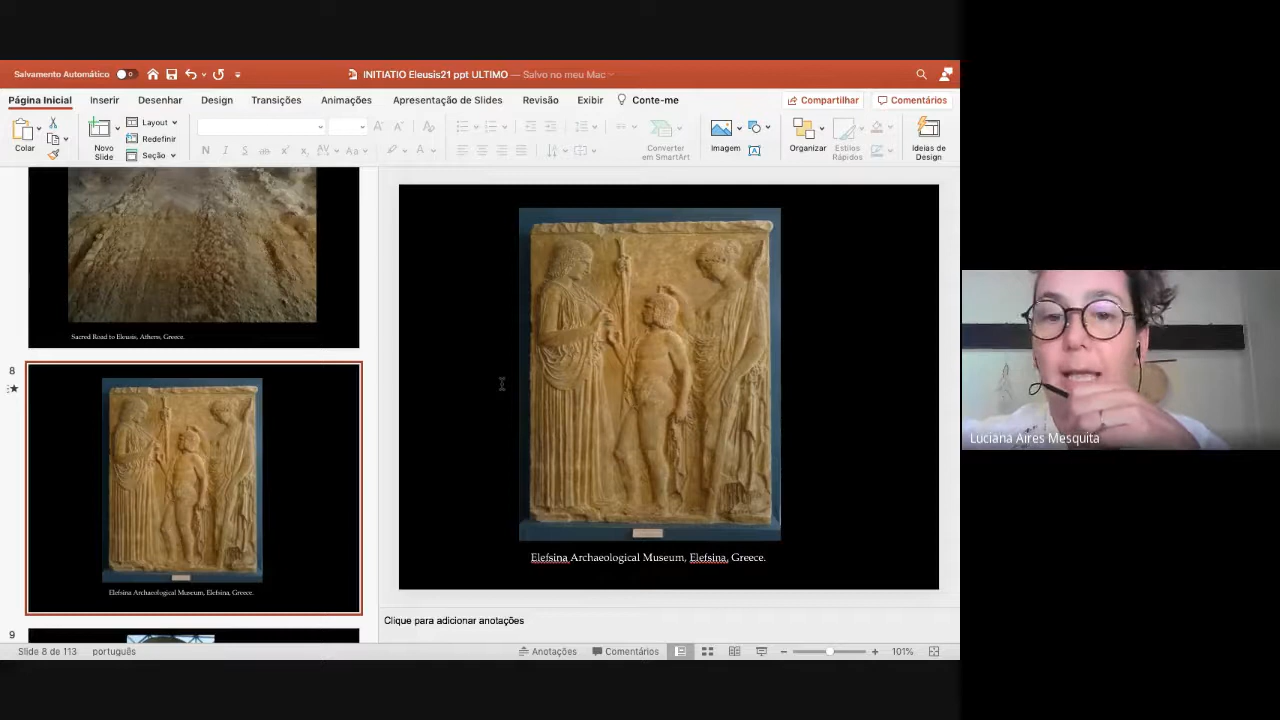 Salvamento Automático
INITIATIO Eleusis21 ppt ULTIMO — Salvo no meu Mac
Página Inicial Inserir Desenhar Design Transições Animações Apresentação de Slides Revisão Exibir Conte-me Compartilhar Comentários
Colar
Novo
Slide
Layout
Redefinir
Seção
N I S
Converter
em SmartArt
Imagem
Organizar
Estilos
Rápidos
Ideias de
Design
Sacred Road to Eleusis, Athens, Greece.
8
Elefsina Archaeological Museum, Elefsina, Greece.
9
Elefsina Archaeological Museum, Elefsina, Greece.
Clique para adicionar anotações
Slide 8 de 113 português Anotações Comentários 101%
Luciana Aires Mesquita